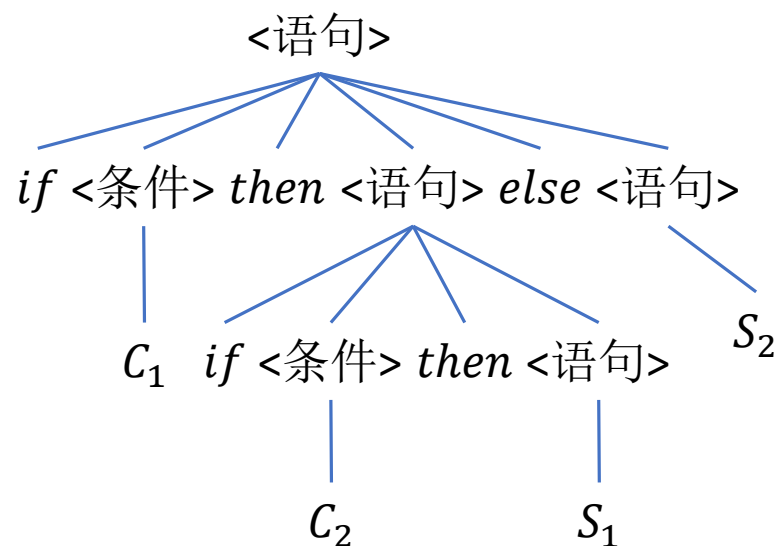 <语句>
if <条件> then <语句> else <语句>
C₁ if <条件> then <语句> S₂
C₂ S₁